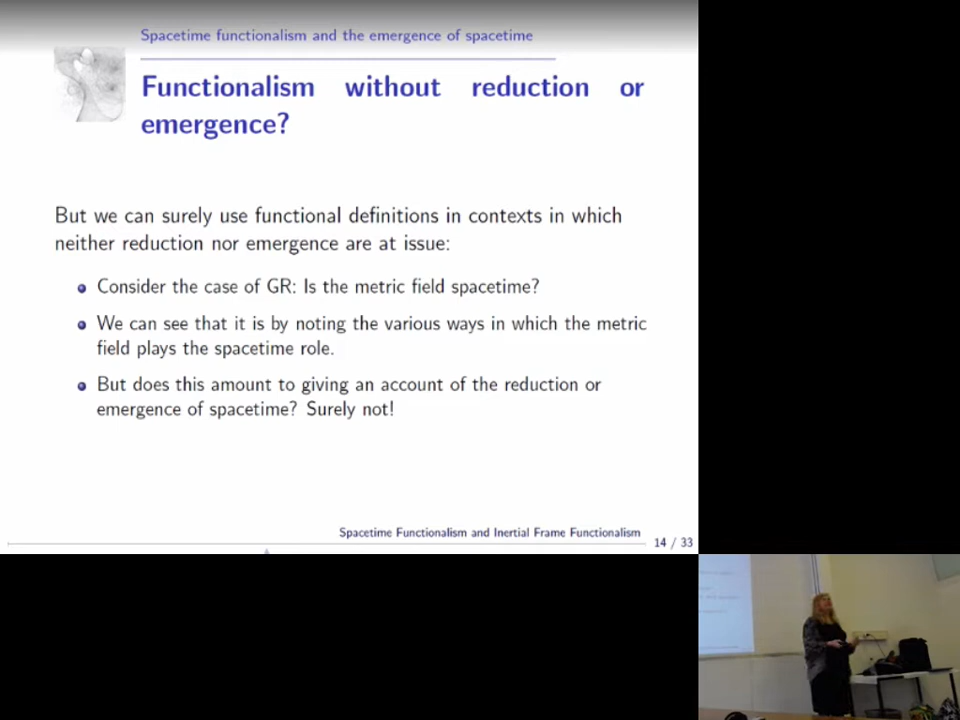 Spacetime functionalism and the emergence of spacetime
Functionalism without reduction or
emergence?
But we can surely use functional definitions in contexts in which
neither reduction nor emergence are at issue:
Consider the case of GR: Is the metric field spacetime?
We can see that it is by noting the various ways in which the metric
field plays the spacetime role.
But does this amount to giving an account of the reduction or
emergence of spacetime? Surely not!
Spacetime Functionalism and Inertial Frame Functionalism
14 / 33